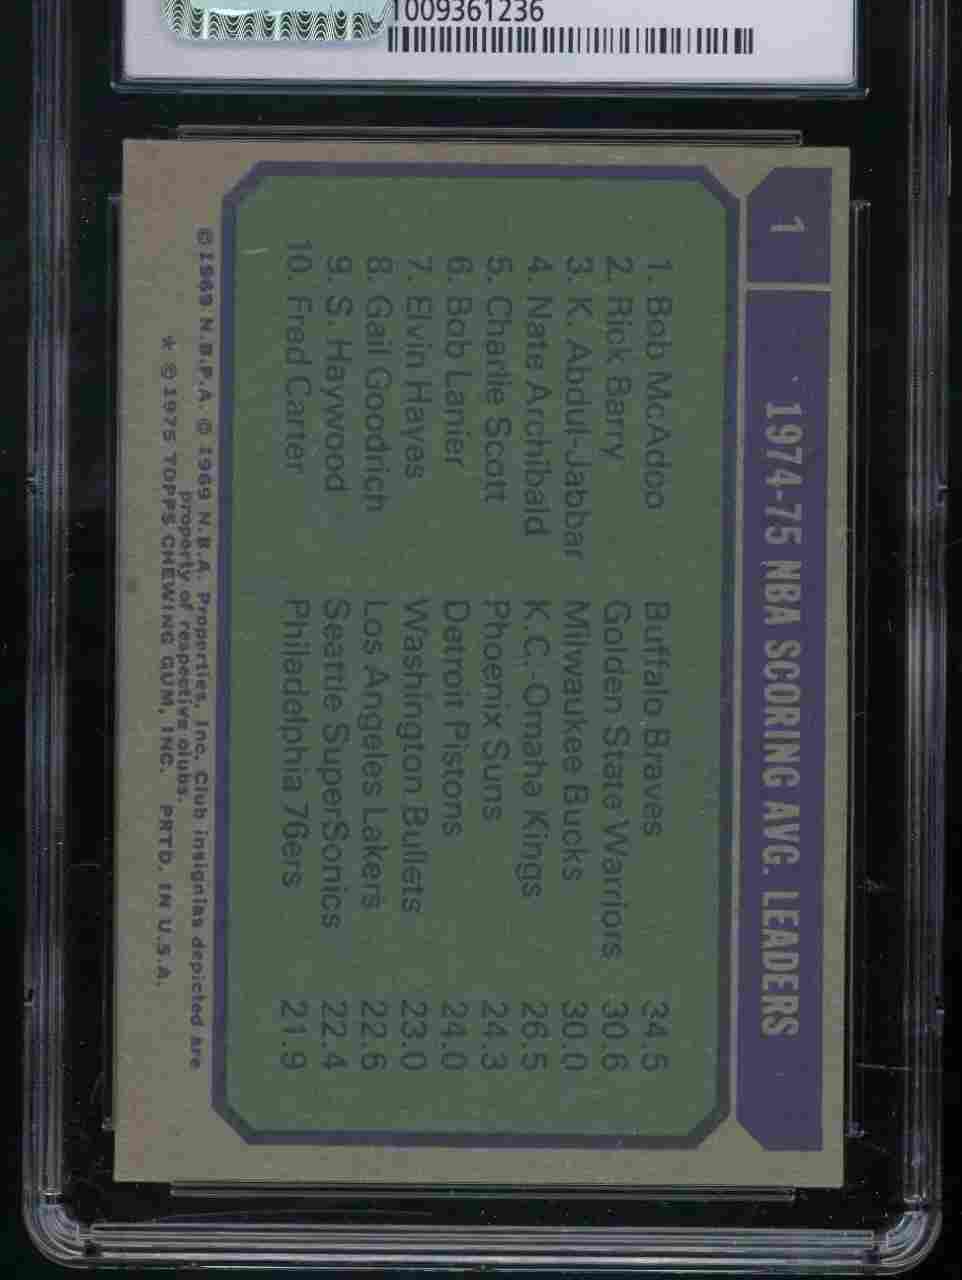 1009361236
1
1974-75 NBA SCORING AVG. LEADERS
1. Bob McAdoo Buffalo Braves 34.5
2. Rick Barry Golden State Warriors 30.6
3. K. Abdul-Jabbar Milwaukee Bucks 30.0
4. Nate Archibald K.C.-Omaha Kings 26.5
5. Charlie Scott Phoenix Suns 24.3
6. Bob Lanier Detroit Pistons 24.0
7. Elvin Hayes Washington Bullets 23.0
8. Gail Goodrich Los Angeles Lakers 22.6
9. S. Haywood Seattle SuperSonics 22.4
10. Fred Carter Philadelphia 76ers 21.9
© 1969 N.B.P.A. © 1969 N.B.A. Properties, Inc. Club insignias depicted are
property of respective clubs.
* © 1975 TOPPS CHEWING GUM, INC. PRTD. IN U.S.A.